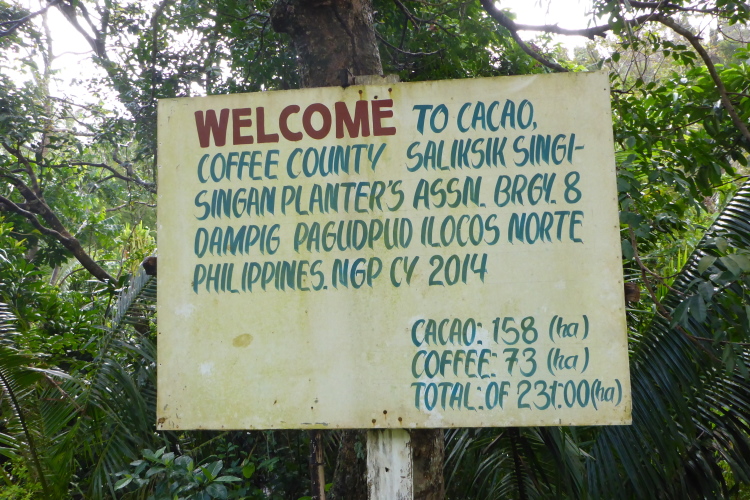 WELCOME TO CACAO,
COFFEE COUNTY SALIKSIK SINGI-
SINGAN PLANTER'S ASSN. BRGY. 8
DAMPIG PAGUDPUD ILOCOS NORTE
PHILIPPINES. NGP CY 2014
CACAO: 158 (ha)
COFFEE: 73 (ha)
TOTAL: OF 231.00(ha)